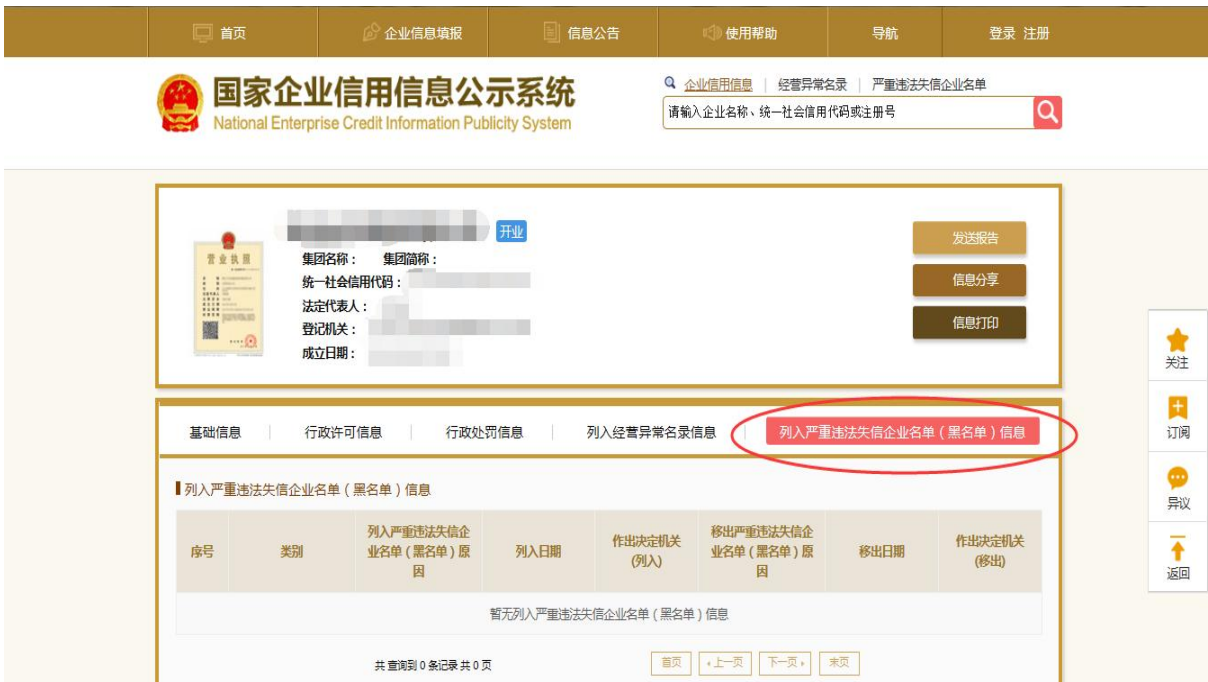 首页 企业信息填报 信息公告 使用帮助 导航 登录 注册
企业信用信息 | 经营异常名录 | 严重违法失信企业名单
国家企业信用信息公示系统
National Enterprise Credit Information Publicity System
请输入企业名称、统一社会信用代码或注册号
开业
营业执照
集团名称： 集团简称：
统一社会信用代码：
法定代表人：
登记机关：
成立日期：
发送报告
信息分享
信息打印
关注
订阅
异议
返回
基础信息 | 行政许可信息 | 行政处罚信息 | 列入经营异常名录信息 | 列入严重违法失信企业名单（黑名单）信息
列入严重违法失信企业名单（黑名单）信息
序号
类别
列入严重违法失信企
业名单（黑名单）原
因
列入日期
作出决定机关
(列入)
移出严重违法失信企
业名单（黑名单）原
因
移出日期
作出决定机关
(移出)
暂无列入严重违法失信企业名单（黑名单）信息
共 查询到 0 条记录 共 0 页
首页 上一页 下一页 末页